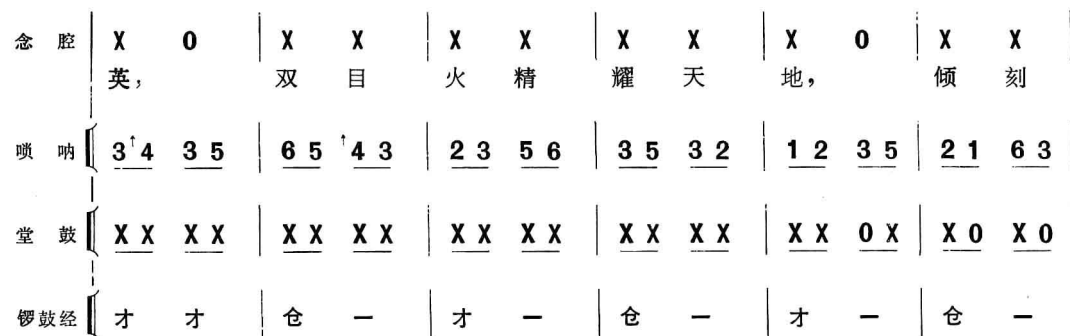 念 腔 X 0 | X X | X X | X X | X 0 | X X
英， 双 目 火 精 耀 天 地， 倾 刻
唢 呐 3 ↑4 3 5 | 6 5 ↑4 3 | 2 3 5 6 | 3 5 3 2 | 1 2 3 5 | 2 1 6 3
堂 鼓 X X X X | X X X X | X X X X | X X X X | X X 0 X | X 0 X 0
锣鼓经 才 才 | 仓 — | 才 — | 仓 — | 才 — | 仓 —